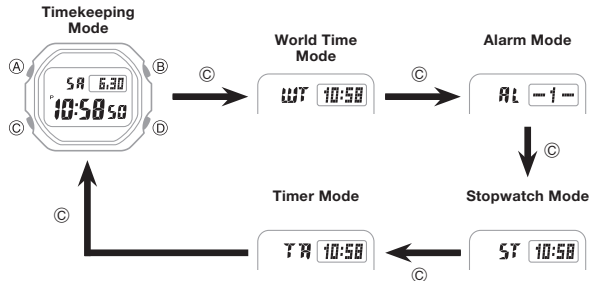 Timekeeping
Mode
World Time
Mode
Alarm Mode
A
B
C
D
SA 6.30
P
10:58 50
C
WT 10:58
C
AL -1-
C
Timer Mode
Stopwatch Mode
C
TR 10:58
C
ST 10:58